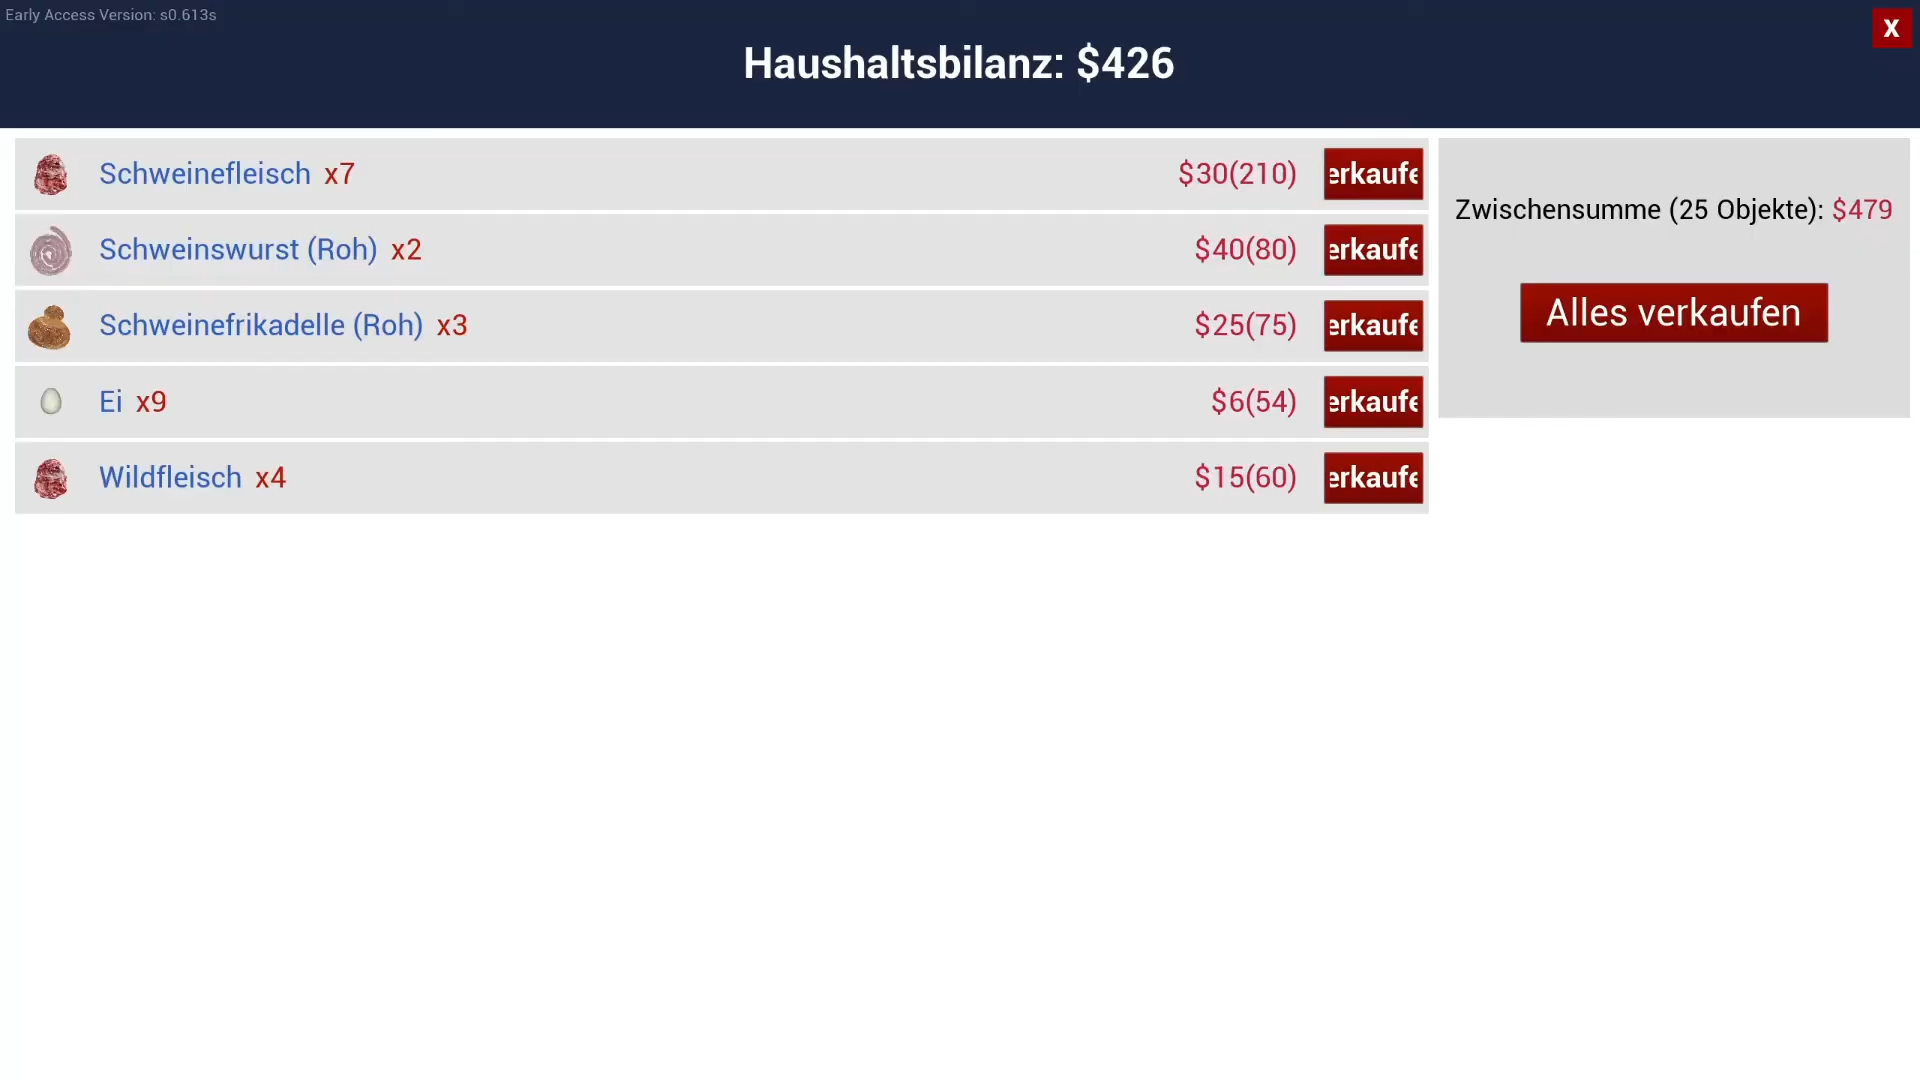 Early Access Version: s0.613s
X
Haushaltsbilanz: $426
Schweinefleisch x7 $30(210) erkaufe
Schweinswurst (Roh) x2 $40(80) erkaufe
Schweinefrikadelle (Roh) x3 $25(75) erkaufe
Ei x9 $6(54) erkaufe
Wildfleisch x4 $15(60) erkaufe
Zwischensumme (25 Objekte): $479
Alles verkaufen